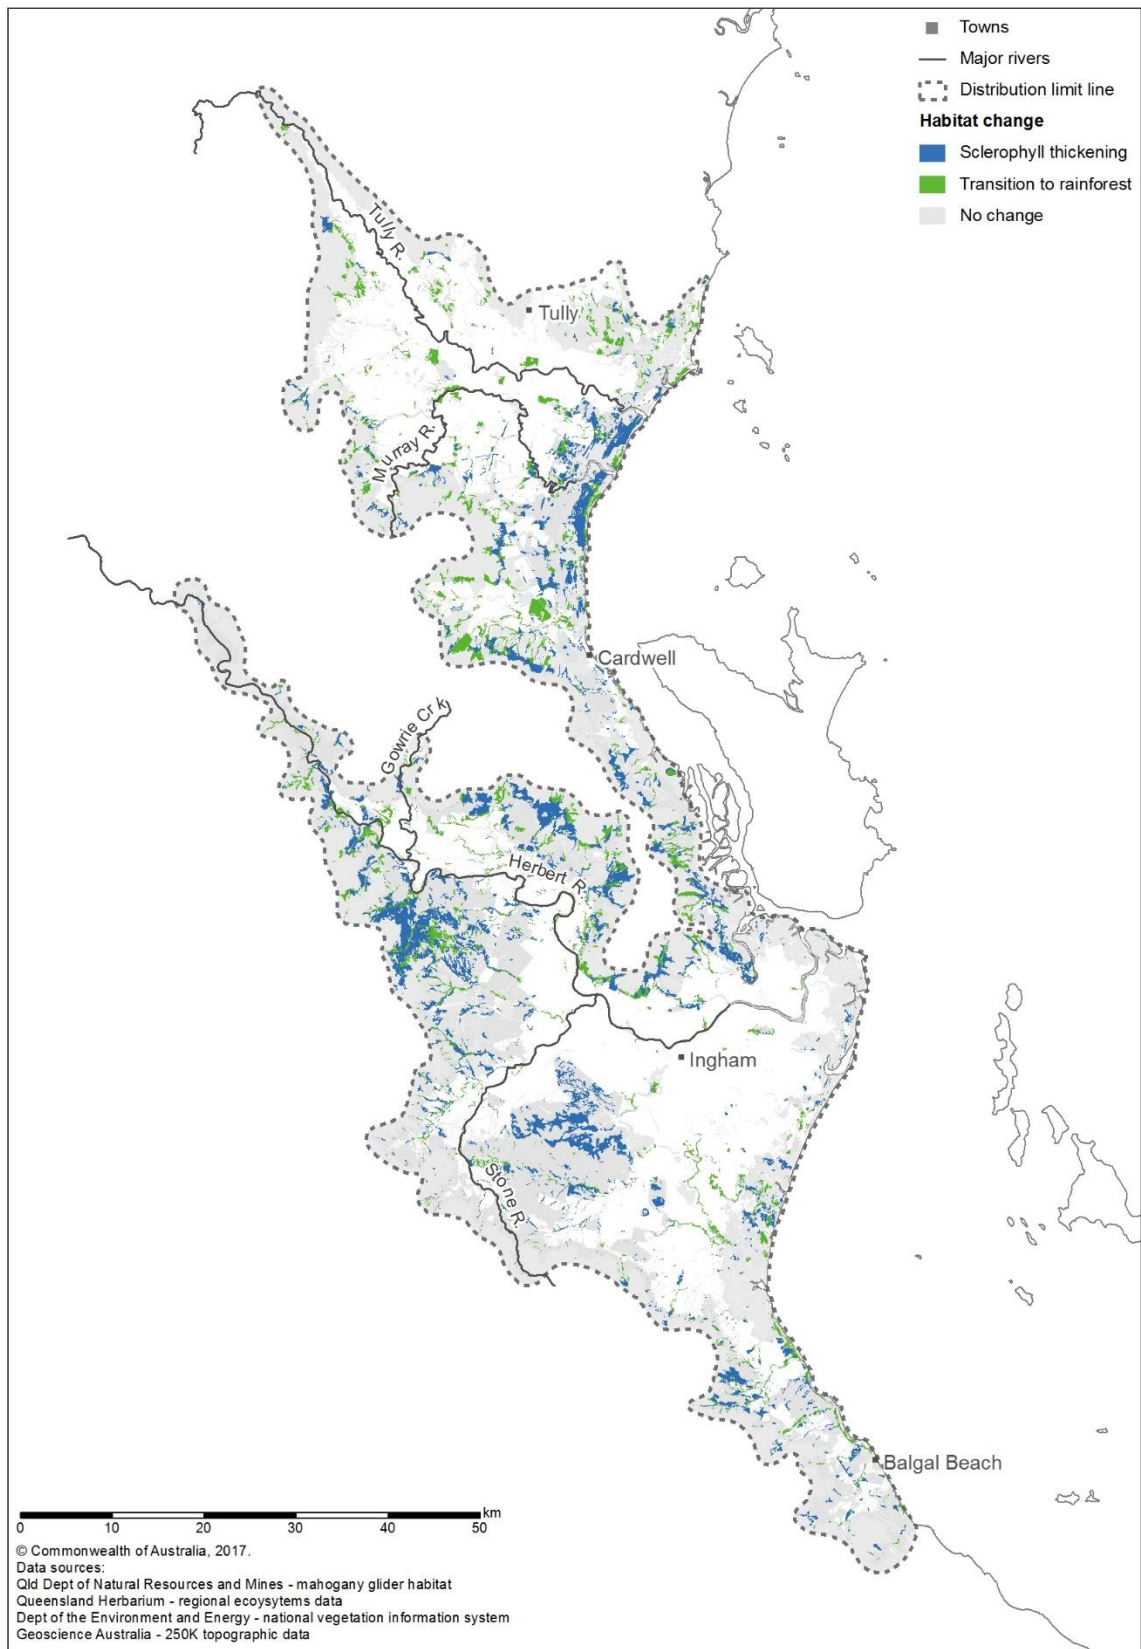 Towns
Major rivers
Distribution limit line
Habitat change
Sclerophyll thickening
Transition to rainforest
No change
Tully R.
Tully
Murray R.
Cardwell
Gowrie Crk
Herbert R.
Ingham
Stone R.
Balgal Beach
km
0 10 20 30 40 50
© Commonwealth of Australia, 2017.
Data sources:
Qld Dept of Natural Resources and Mines - mahogany glider habitat
Queensland Herbarium - regional ecosytems data
Dept of the Environment and Energy - national vegetation information system
Geoscience Australia - 250K topographic data